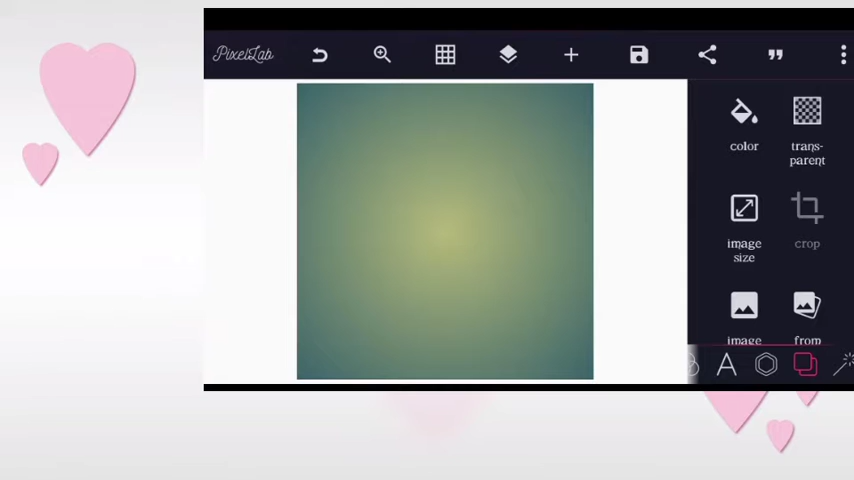 PixelLab
color
trans-
parent
image
size
crop
image
from
A